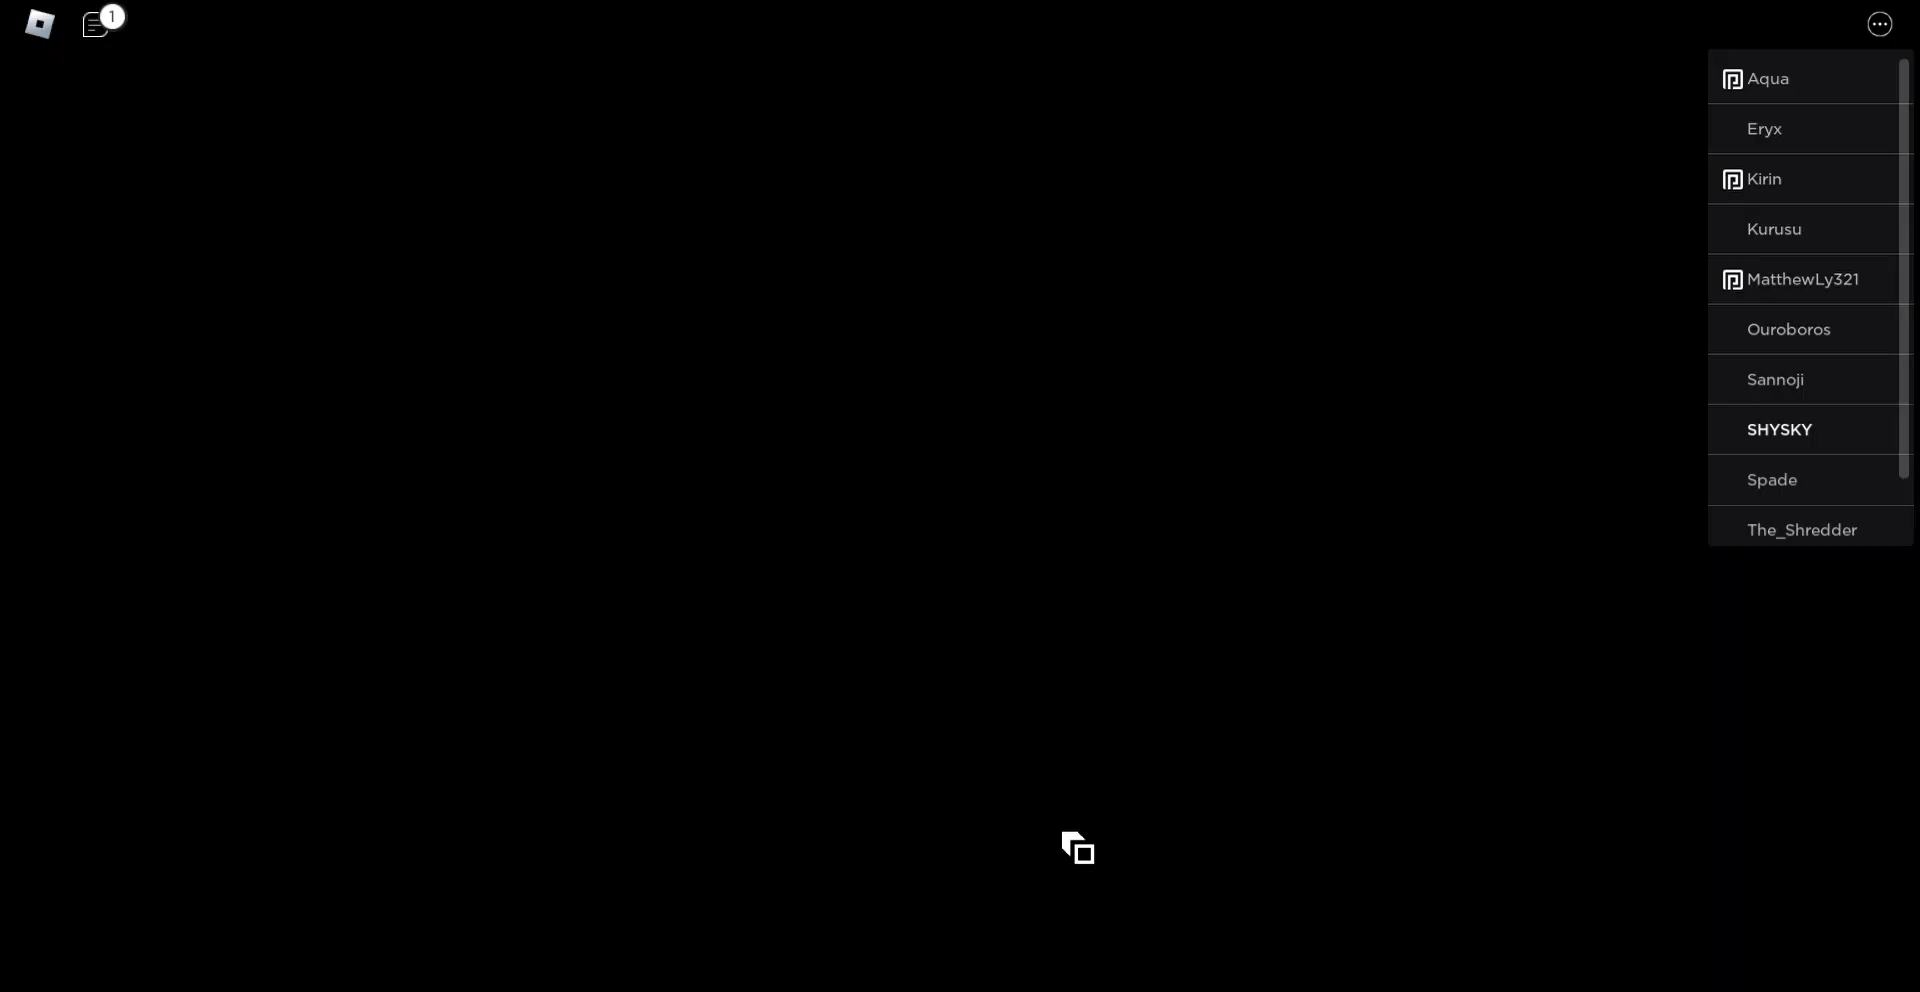 1
Aqua
Eryx
Kirin
Kurusu
MatthewLy321
Ouroboros
Sannoji
SHYSKY
Spade
The_Shredder